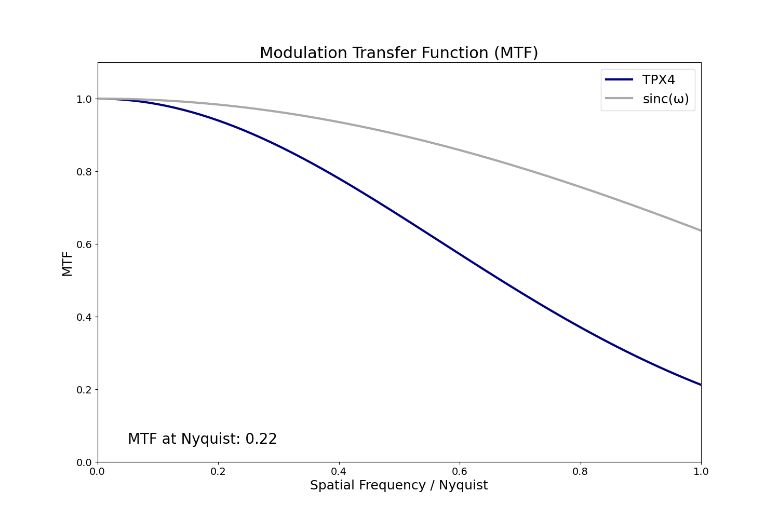 Modulation Transfer Function (MTF)
TPX4
sinc(ω)
MTF
1.0
0.8
0.6
0.4
0.2
0.0
MTF at Nyquist: 0.22
0.0 0.2 0.4 0.6 0.8 1.0
Spatial Frequency / Nyquist